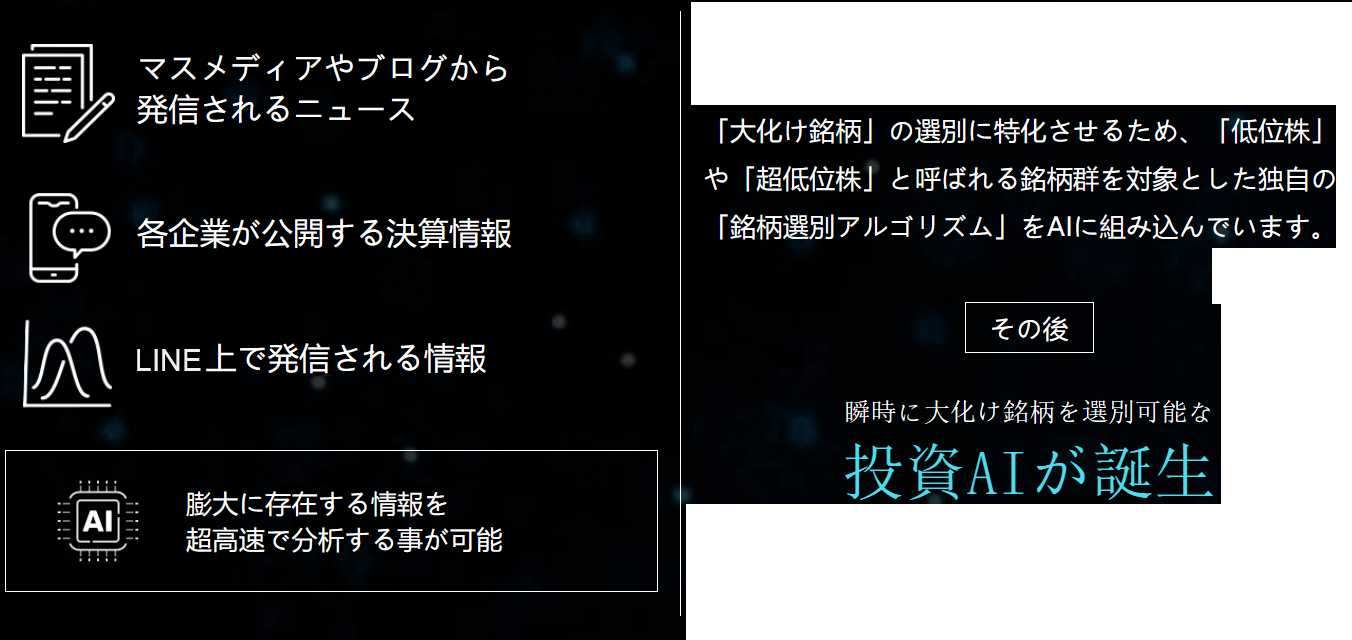 マスメディアやブログから
発信されるニュース
各企業が公開する決算情報
LINE上で発信される情報
AI
膨大に存在する情報を
超高速で分析する事が可能
「大化け銘柄」の選別に特化させるため、「低位株」
や「超低位株」と呼ばれる銘柄群を対象とした独自の
「銘柄選別アルゴリズム」をAIに組み込んでいます。
その後
瞬時に大化け銘柄を選別可能な
投資AIが誕生